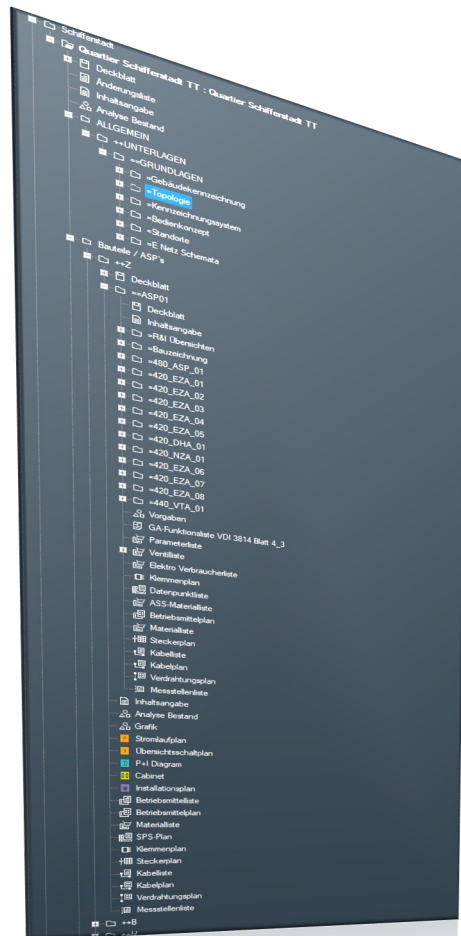 Schifferstadt
Quartier Schifferstadt TT : Quartier Schifferstadt TT
Deckblatt
Änderungsliste
Inhaltsangabe
Analyse Bestand
ALLGEMEIN
++UNTERLAGEN
==GRUNDLAGEN
=Gebäudekennzeichnung
=Topologie
=Kennzeichnungssystem
=Bedienkonzept
=Standorte
=E Netz Schemata
Bauteile / ASP's
++Z
Deckblatt
==ASP01
Deckblatt
Inhaltsangabe
=R&I Übersichten
=Bauzeichnung
=480_ASP_01
=420_EZA_01
=420_EZA_02
=420_EZA_03
=420_EZA_04
=420_EZA_05
=420_DHA_01
=420_NZA_01
=420_EZA_06
=420_EZA_07
=420_EZA_08
=440_VTA_01
Vorgaben
GA-Funktionsliste VDI 3814 Blatt 4_3
Parameterliste
Ventilliste
Elektro Verbraucherliste
Klemmenplan
Datenpunktliste
ASS-Materialliste
Betriebsmittelplan
Materialliste
Steckerplan
Kabelliste
Kabelplan
Verdrahtungsplan
Messstellenliste
Inhaltsangabe
Analyse Bestand
Grafik
Stromlaufplan
Übersichtsschaltplan
P+I Diagram
Cabinet
Installationsplan
Betriebsmittelliste
Betriebsmittelplan
Materialliste
SPS-Plan
Klemmenplan
Steckerplan
Kabelliste
Kabelplan
Verdrahtungsplan
Messstellenliste
++B